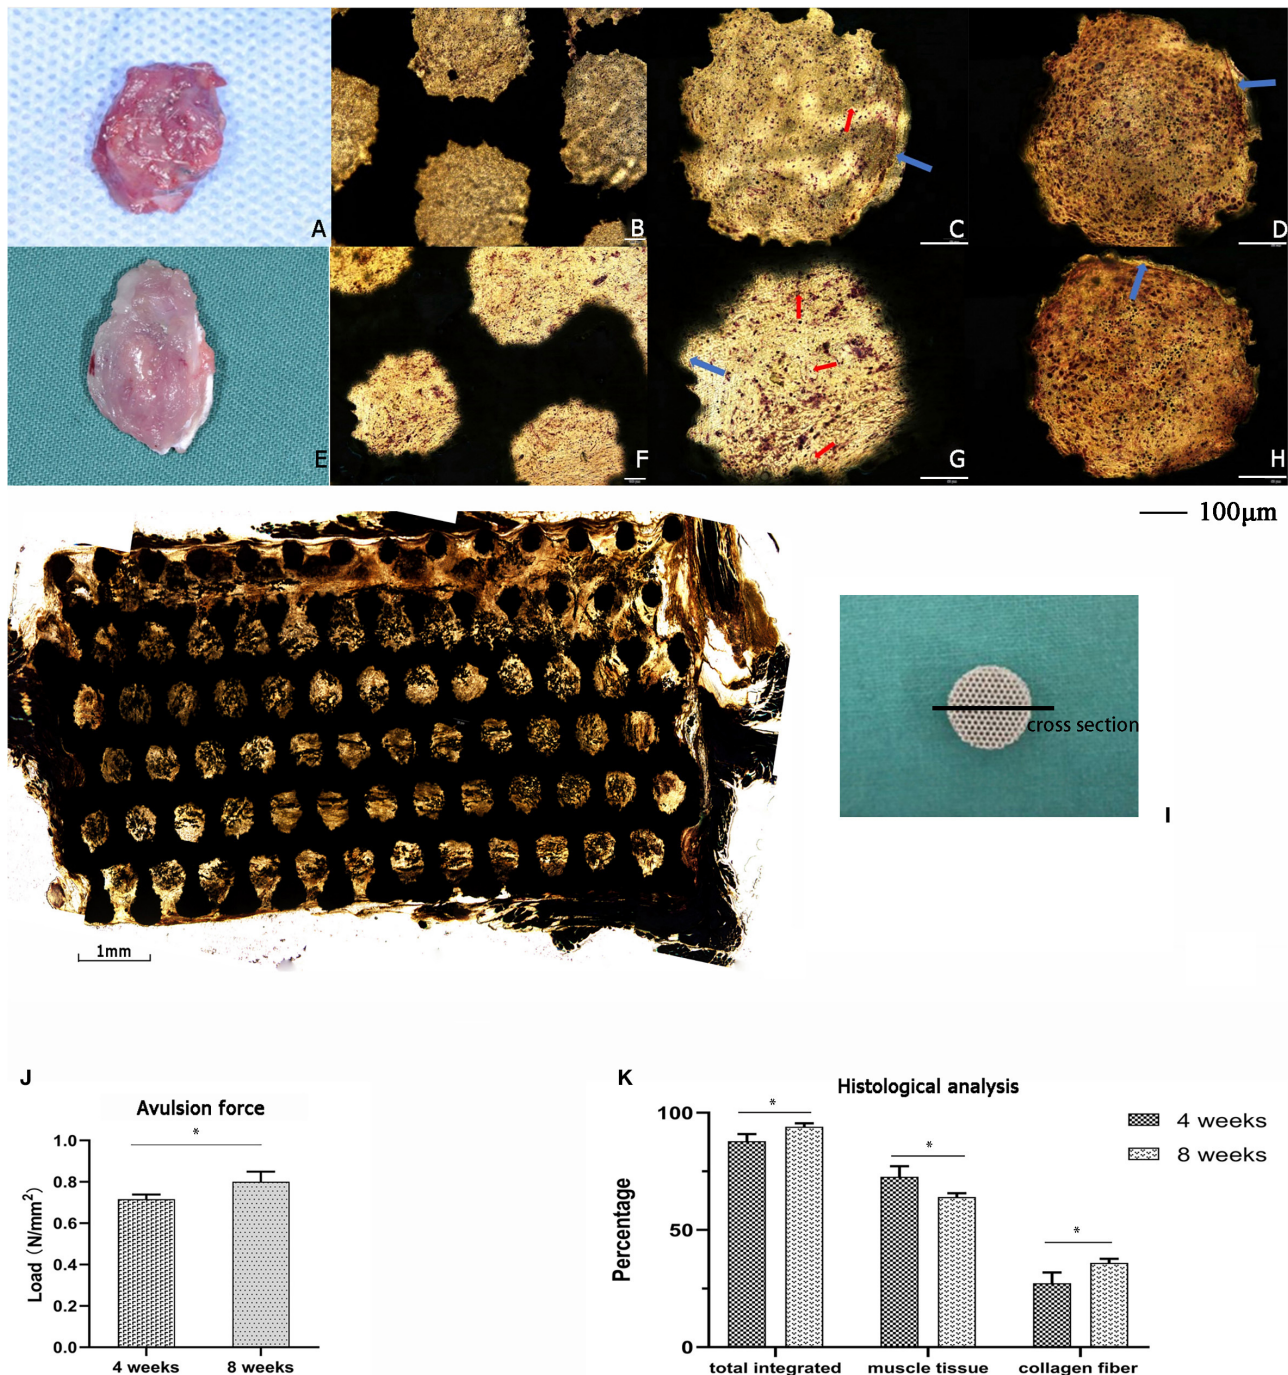 A
B
C
D
E
F
G
H
100μm
1mm
cross section
I
J
Avulsion force
*
1.0
0.8
0.6
0.4
0.2
0.0
Load (N/mm²)
4 weeks
8 weeks
K
Histological analysis
*
*
*
100
50
0
Percentage
4 weeks
8 weeks
total integrated
muscle tissue
collagen fiber